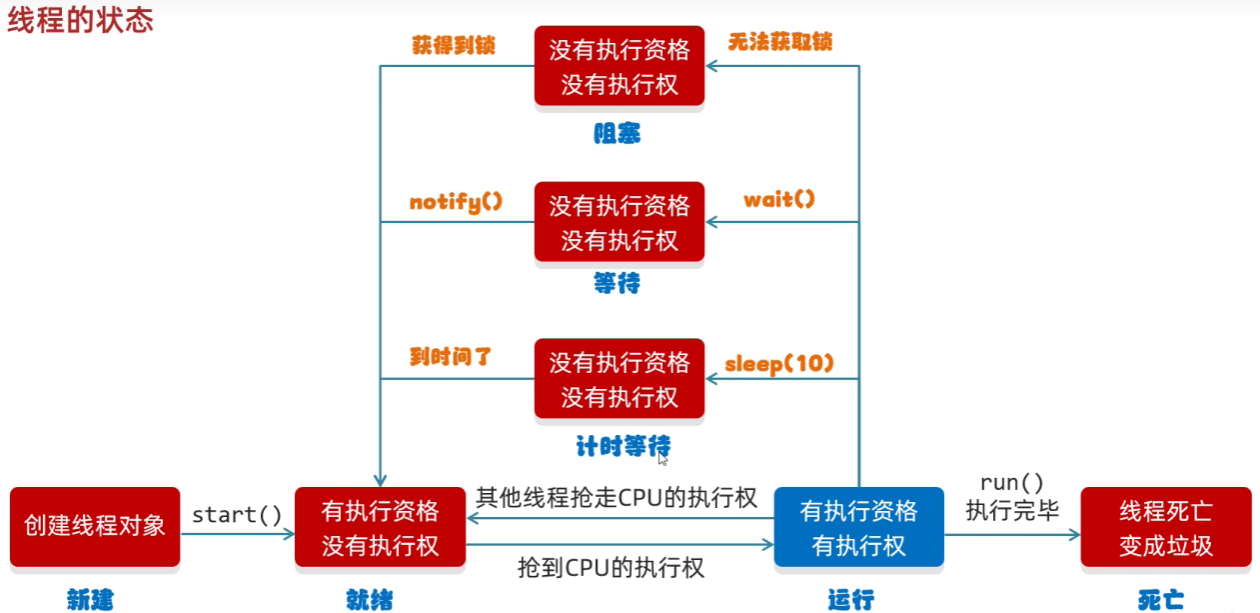 线程的状态
获得到锁
没有执行资格
没有执行权
无法获取锁
阻塞
notify()
没有执行资格
没有执行权
wait()
等待
到时间了
没有执行资格
没有执行权
sleep(10)
计时等待
创建线程对象
start()
有执行资格
没有执行权
其他线程抢走CPU的执行权
抢到CPU的执行权
有执行资格
有执行权
run()
执行完毕
线程死亡
变成垃圾
新建
就绪
运行
死亡